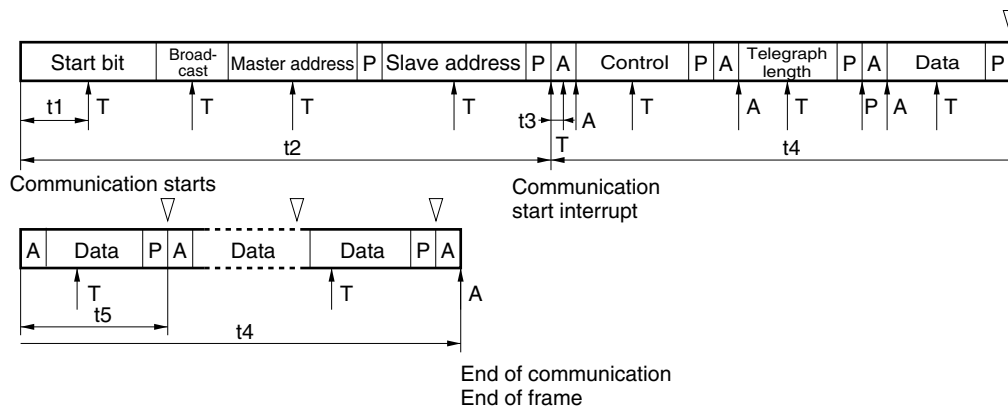 Start bit Broad-cast Master address P Slave address P A Control P A Telegraph length P A Data P
t1 T T T T t3 A T A T P A T
T
t2 t4
Communication starts
Communication
start interrupt
A Data P A Data Data P A
T T A
t5
t4
End of communication
End of frame